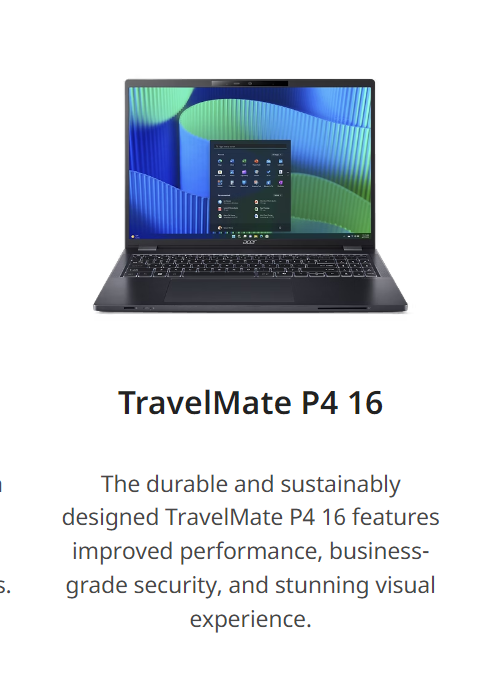 acer
TravelMate P4 16
The durable and sustainably
designed TravelMate P4 16 features
improved performance, business-
grade security, and stunning visual
experience.
s.